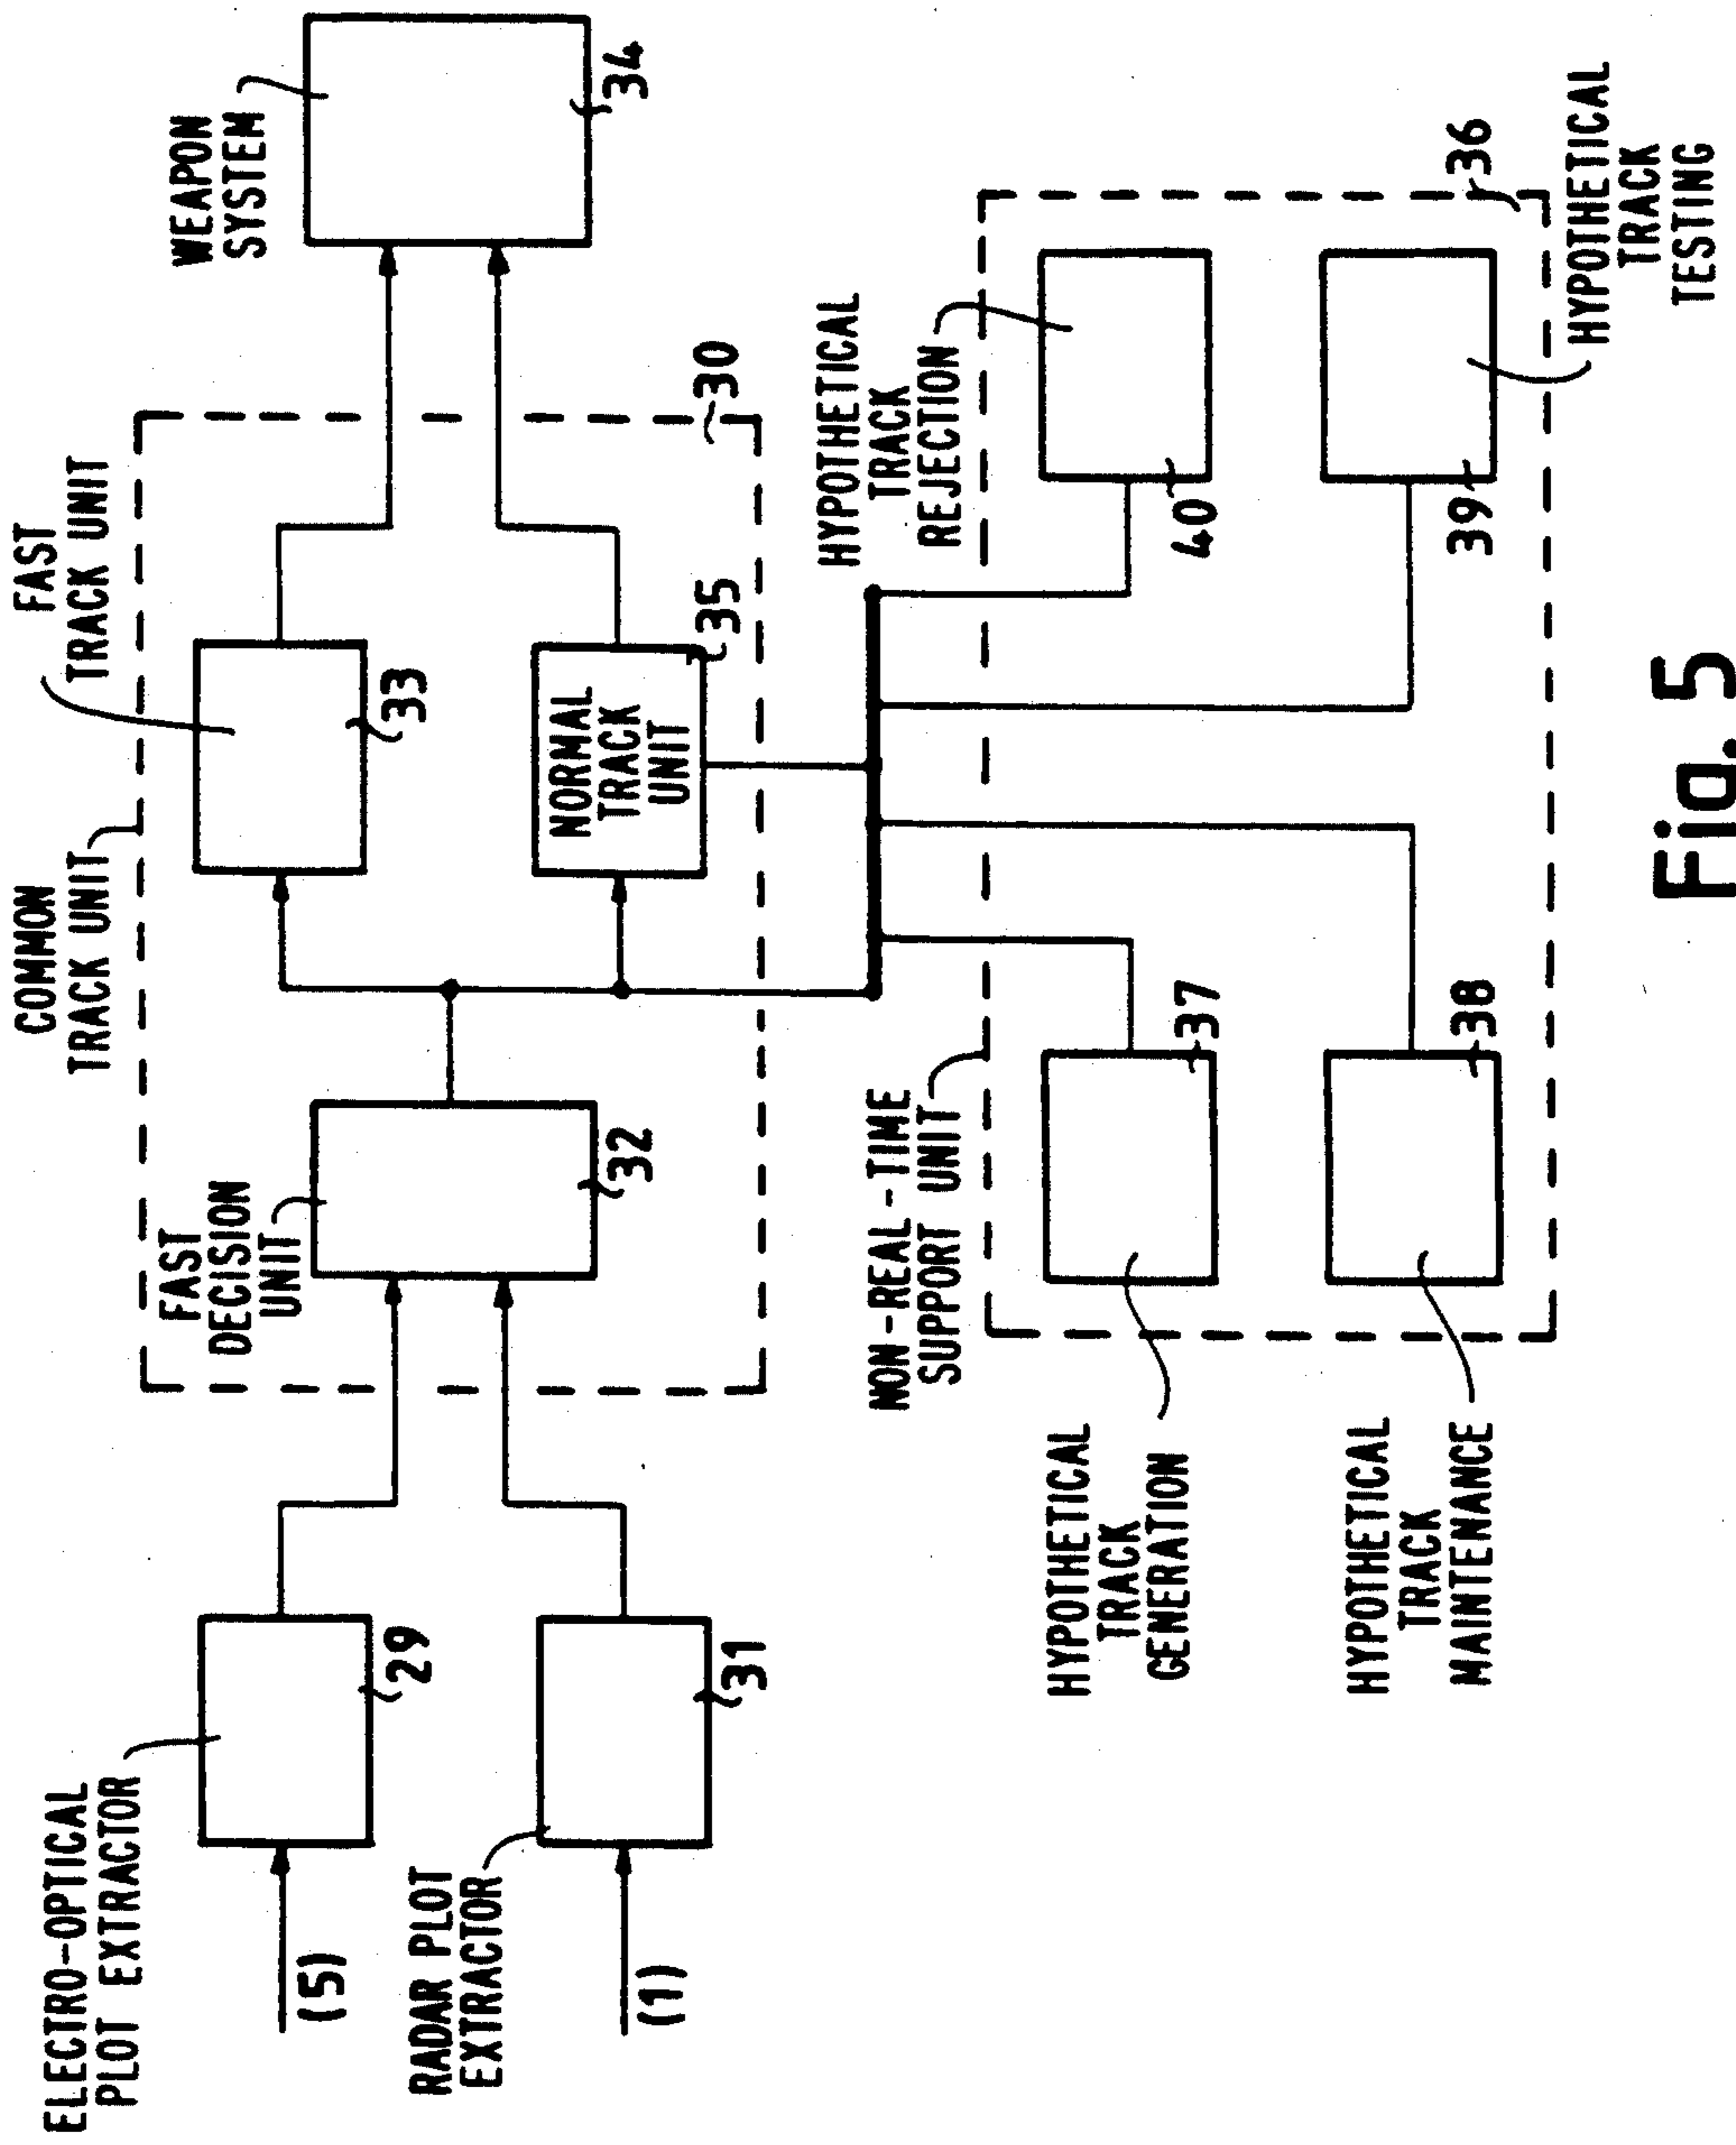 ELECTRO-OPTICAL
PLOT EXTRACTOR
(5)
29
RADAR PLOT
EXTRACTOR
(1)
31
COMMON
TRACK UNIT
FAST
DECISION
UNIT
32
FAST
TRACK UNIT
33
NORMAL
TRACK
UNIT
35
30
WEAPON
SYSTEM
34
NON-REAL-TIME
SUPPORT UNIT
HYPOTHETICAL
TRACK
GENERATION
37
HYPOTHETICAL
TRACK
MAINTENANCE
38
HYPOTHETICAL
TRACK
REJECTION
40
39
36
HYPOTHETICAL
TRACK
TESTING
Fig. 5